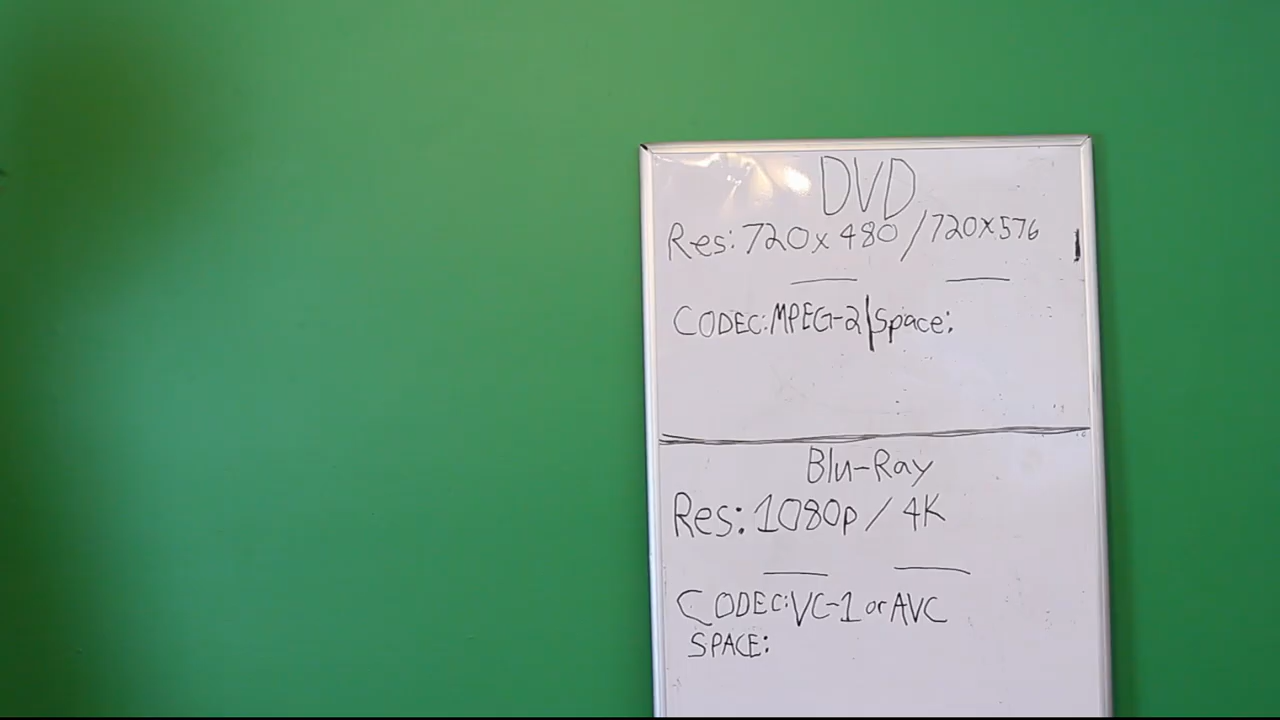 DVD
Res: 720x480/720x576
CODEC: MPEG-2|Space:
Blu-Ray
Res: 1080p/4K
CODEC: VC-1 or AVC
SPACE: